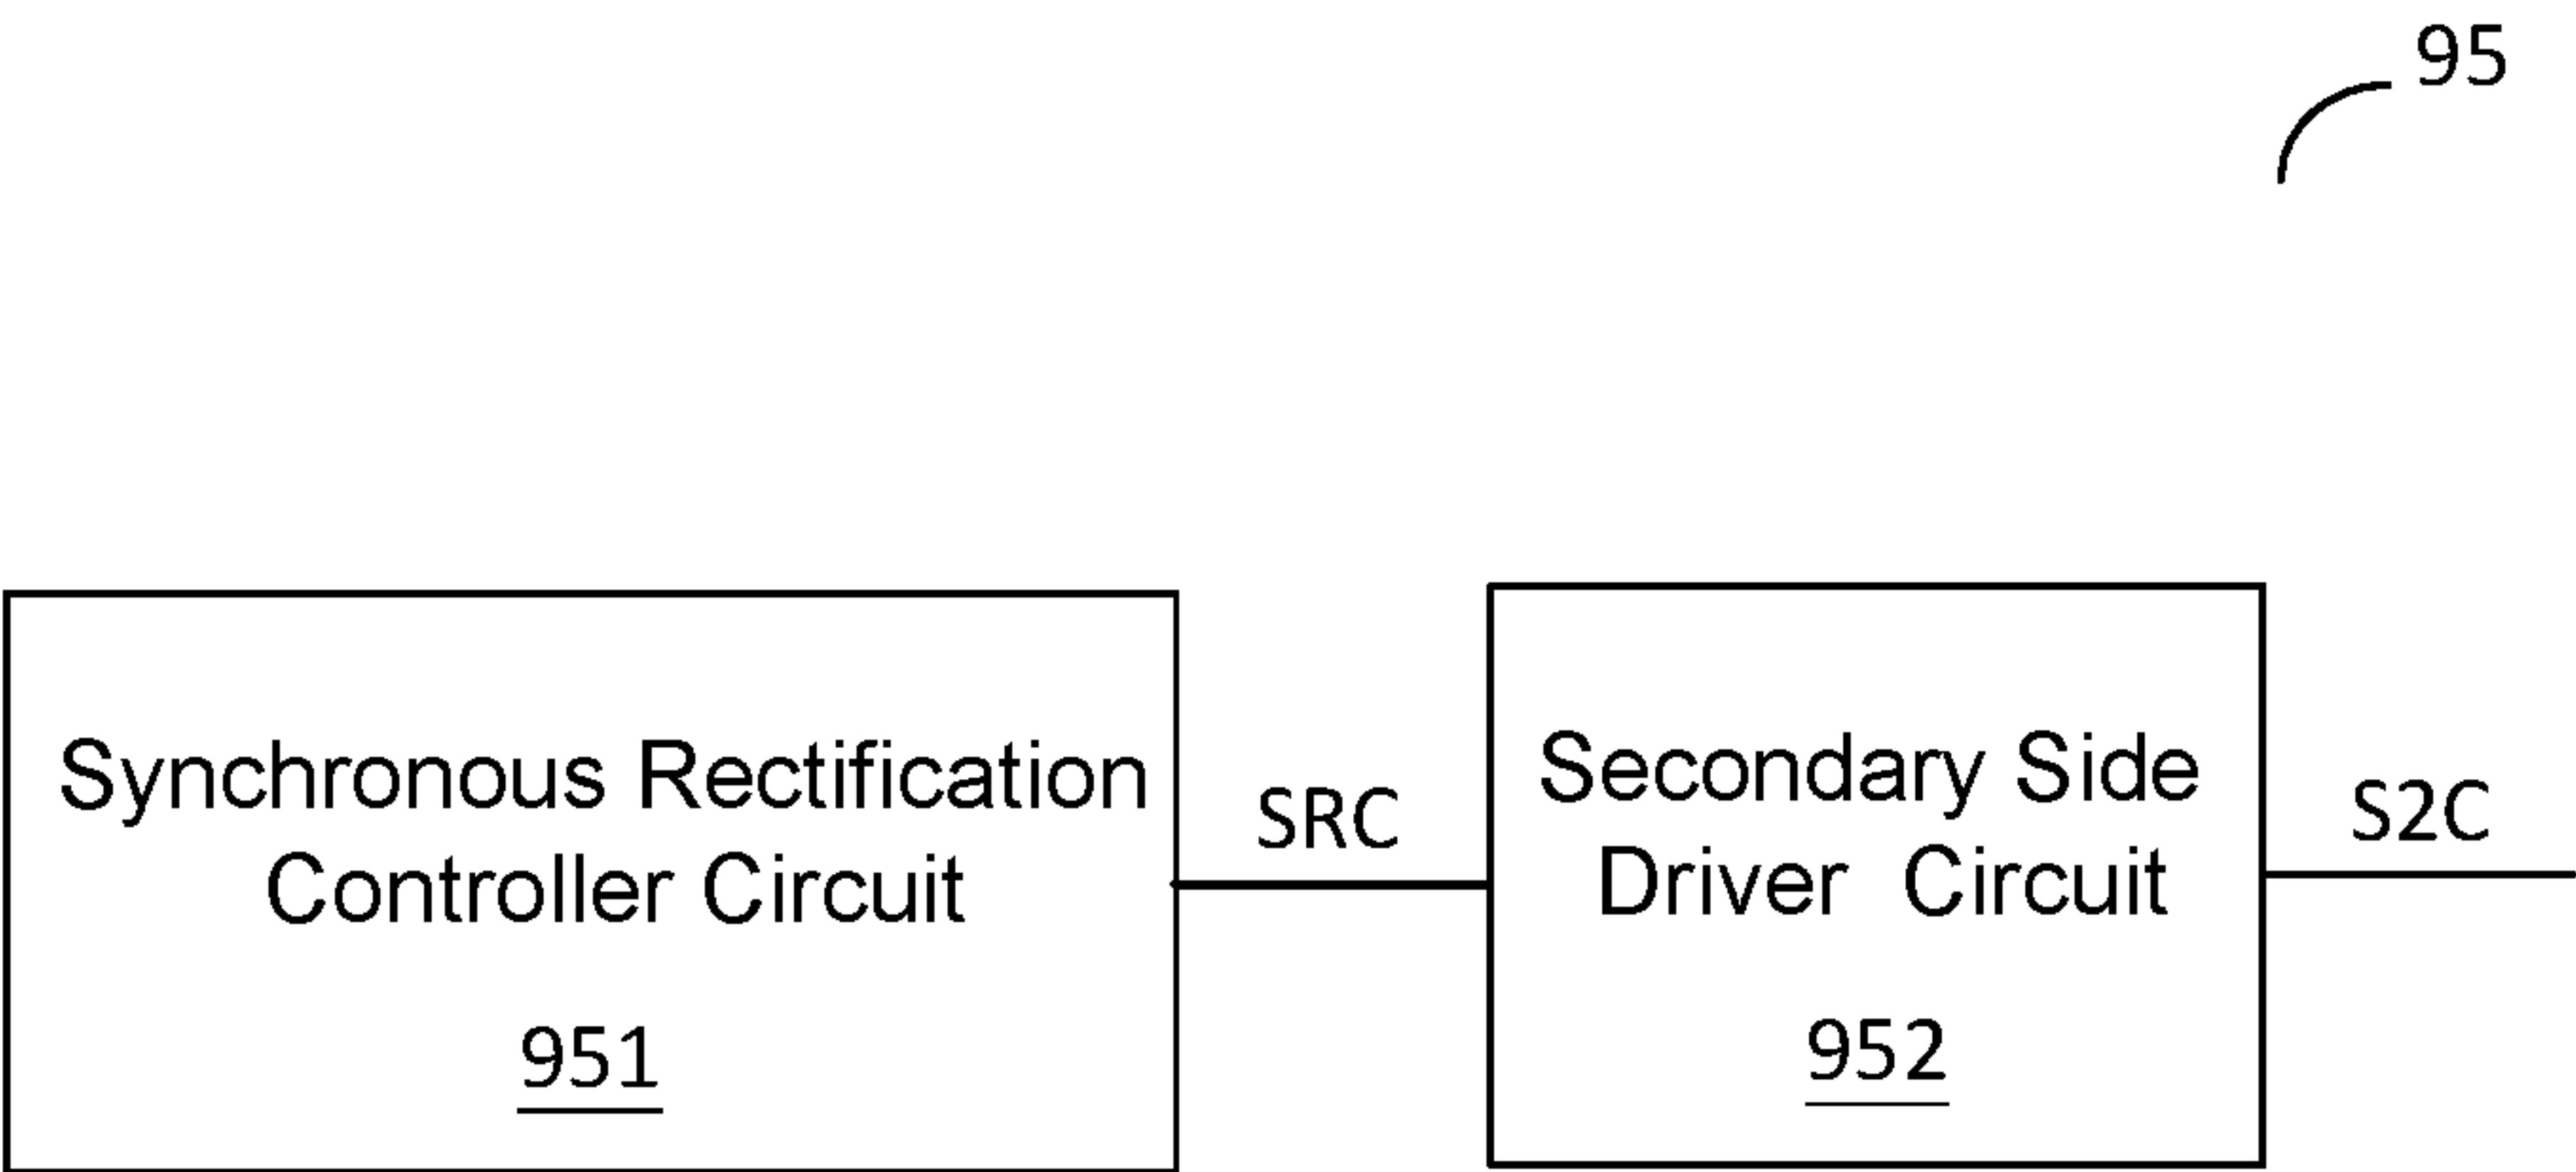 95
Synchronous Rectification
Controller Circuit
951
SRC
Secondary Side
Driver Circuit
952
S2C